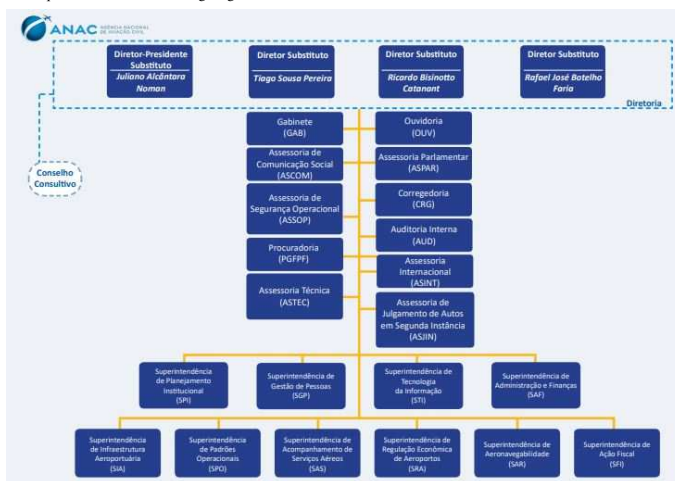 ANAC AGÊNCIA NACIONAL
DE AVIAÇÃO CIVIL
Diretor-Presidente
Substituto
Juliano Alcântara
Noman
Diretor Substituto
Tiago Sousa Pereira
Diretor Substituto
Ricardo Bisinotto
Catanant
Diretor Substituto
Rafael José Botelho
Faria
Diretoria
Conselho
Consultivo
Gabinete
(GAB)
Ouvidoria
(OUV)
Assessoria de
Comunicação Social
(ASCOM)
Assessoria Parlamentar
(ASPAR)
Assessoria de
Segurança Operacional
(ASSOP)
Corregedoria
(CRG)
Auditoria Interna
(AUD)
Procuradoria
(PGFPF)
Assessoria
Internacional
(ASINT)
Assessoria Técnica
(ASTEC)
Assessoria de
Julgamento de Autos
em Segunda Instância
(ASJIN)
Superintendência
de Planejamento
Institucional
(SPI)
Superintendência de
Gestão de Pessoas
(SGP)
Superintendência de
Tecnologia
da Informação
(STI)
Superintendência de
Administração e Finanças
(SAF)
Superintendência
de Infraestrutura
Aeroportuária
(SIA)
Superintendência
de Padrões
Operacionais
(SPO)
Superintendência de
Acompanhamento de
Serviços Aéreos
(SAS)
Superintendência de
Regulação Econômica
de Aeroportos
(SRA)
Superintendência de
Aeronavegabilidade
(SAR)
Superintendência de
Ação Fiscal
(SFI)